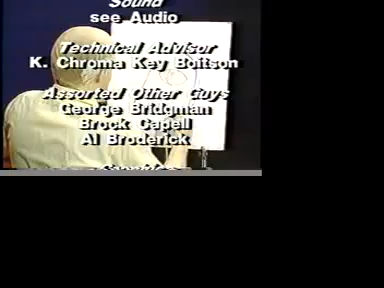 Sound
see Audio
Technical Advisor
K. Chroma Key Boitson
Assorted Other Guys
George Bridgman
Brock Capell
Al Broderick